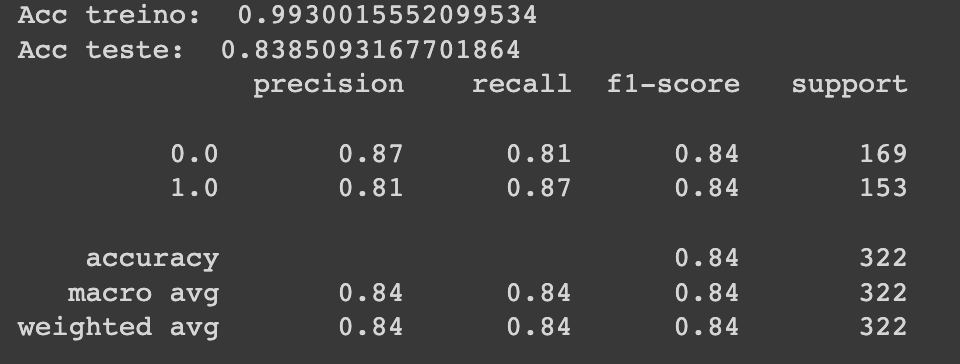 Acc treino:  0.9930015552099534
Acc teste:  0.8385093167701864
              precision    recall  f1-score   support

         0.0       0.87      0.81      0.84       169
         1.0       0.81      0.87      0.84       153

    accuracy                           0.84       322
   macro avg       0.84      0.84      0.84       322
weighted avg       0.84      0.84      0.84       322